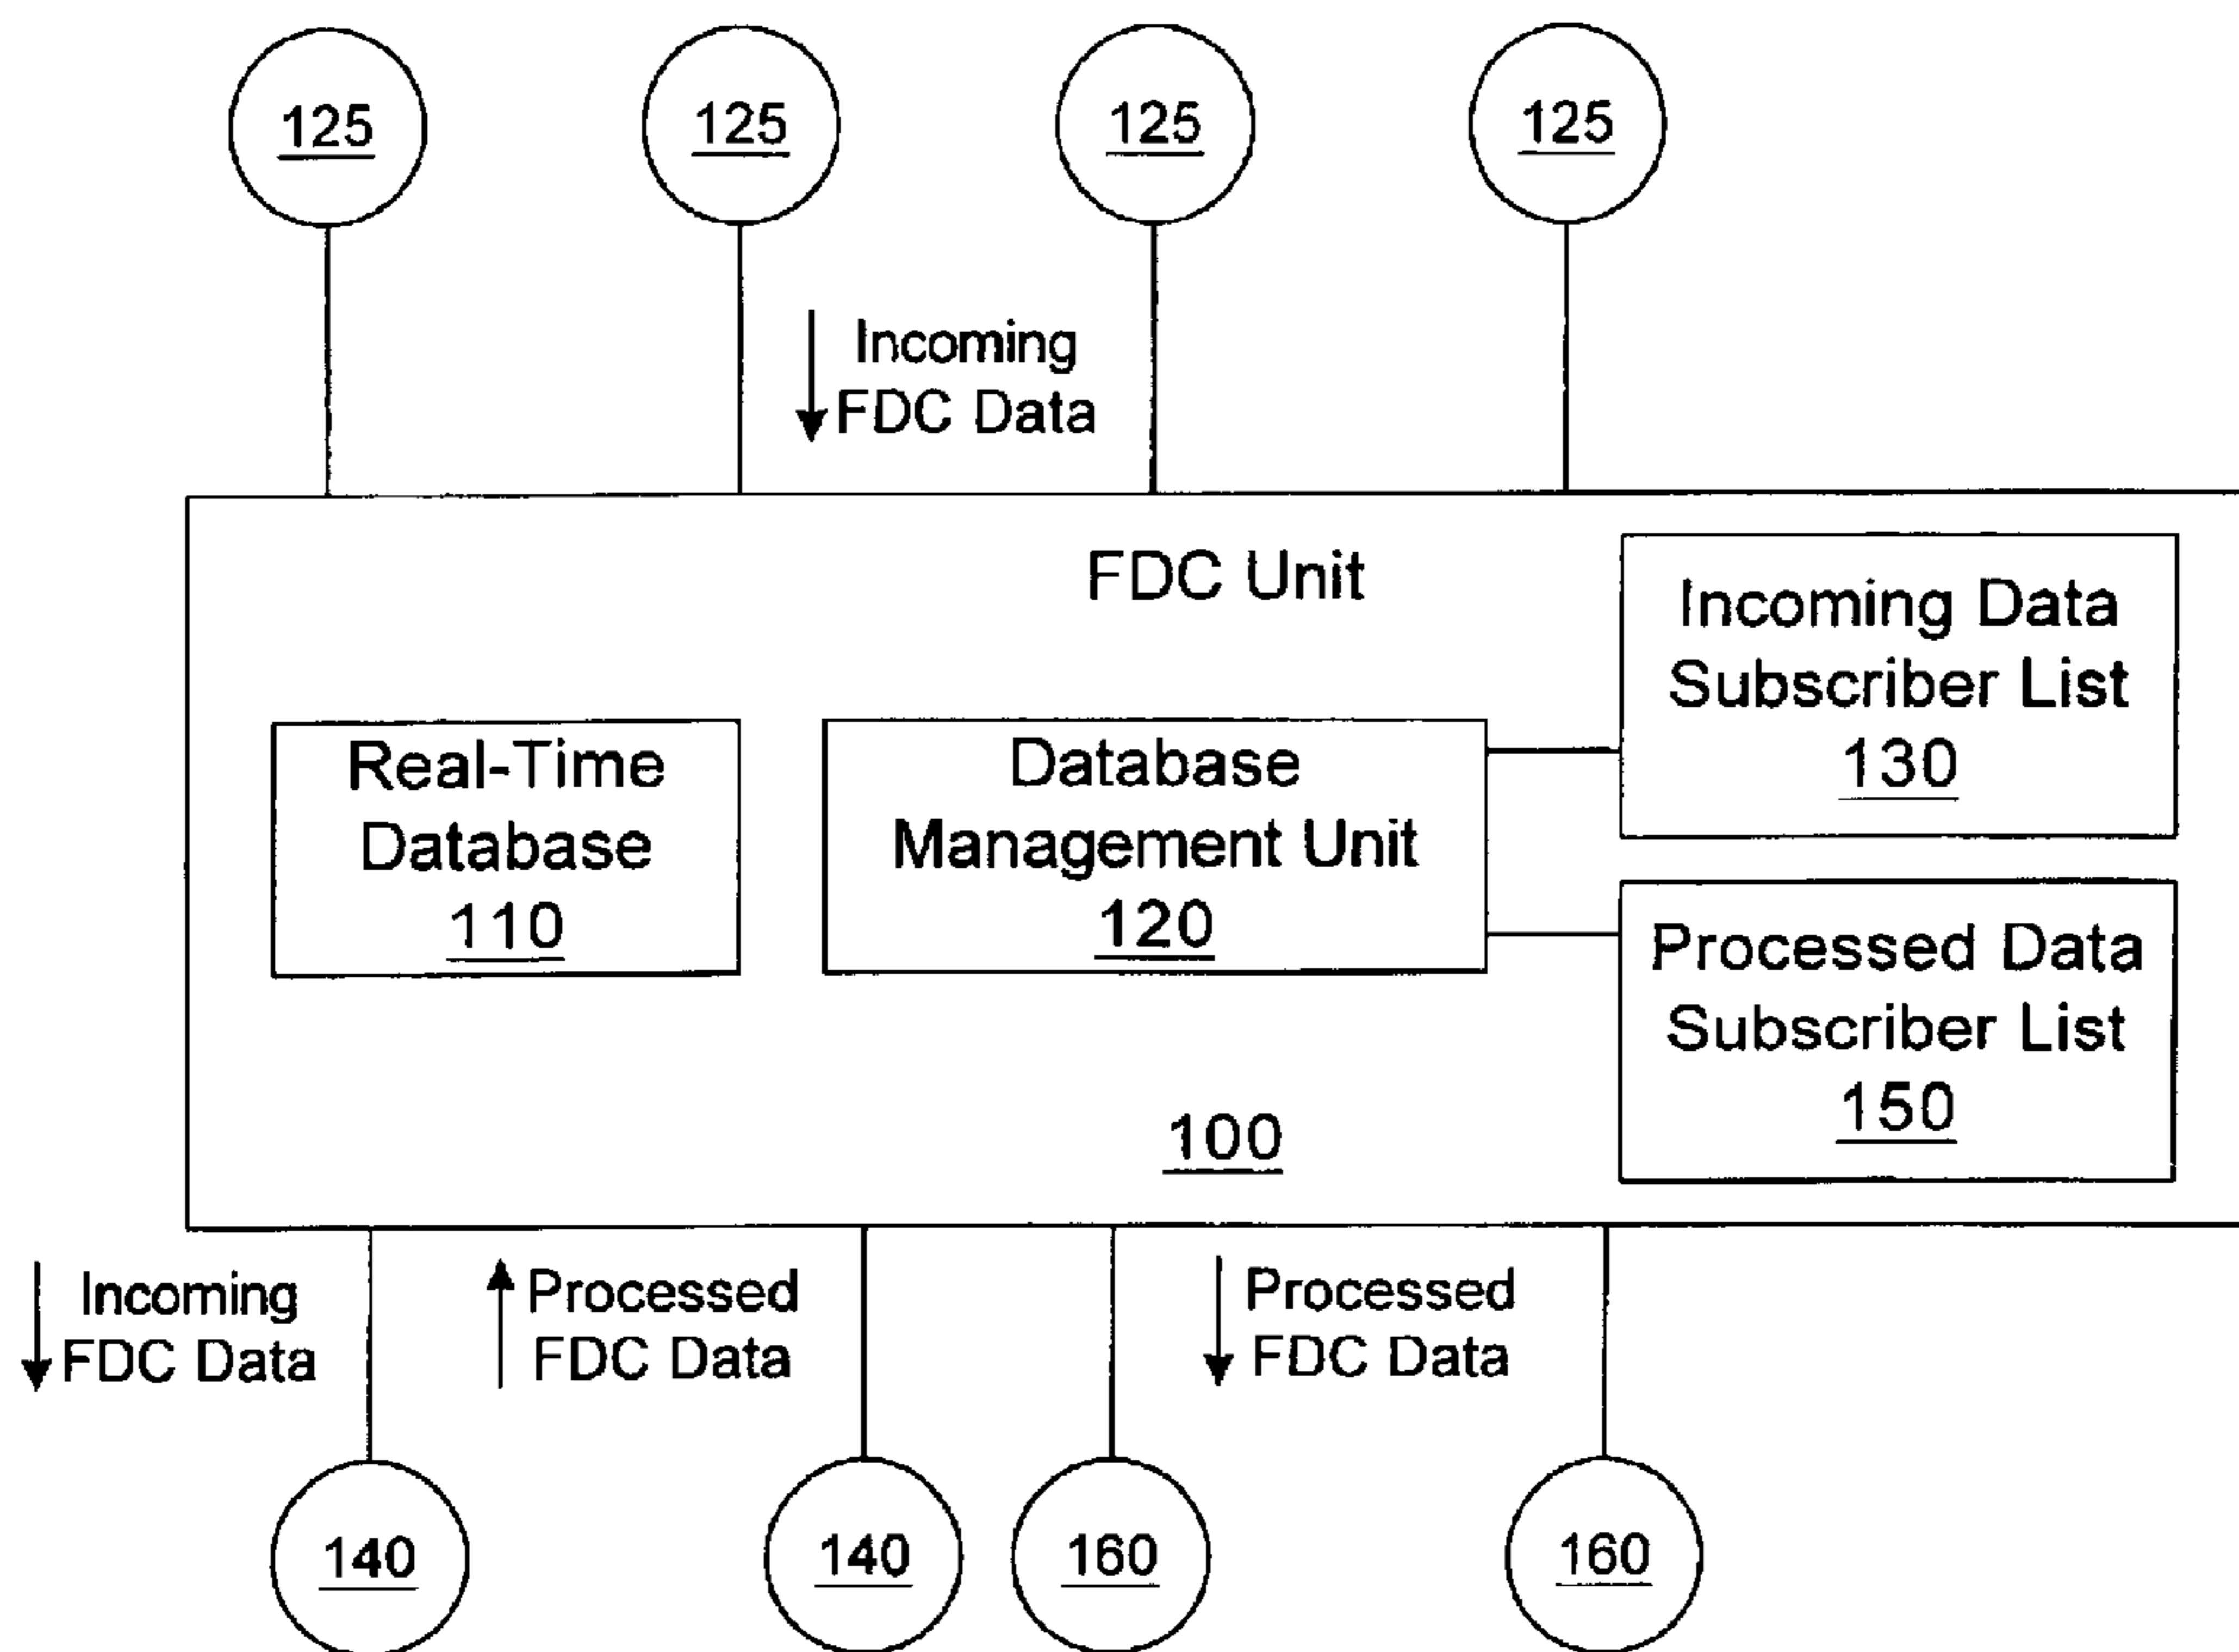 125
125
125
125
Incoming
FDC Data
FDC Unit
Incoming Data
Subscriber List
130
Real-Time
Database
110
Database
Management Unit
120
Processed Data
Subscriber List
150
100
Incoming
FDC Data
Processed
FDC Data
Processed
FDC Data
140
140
160
160